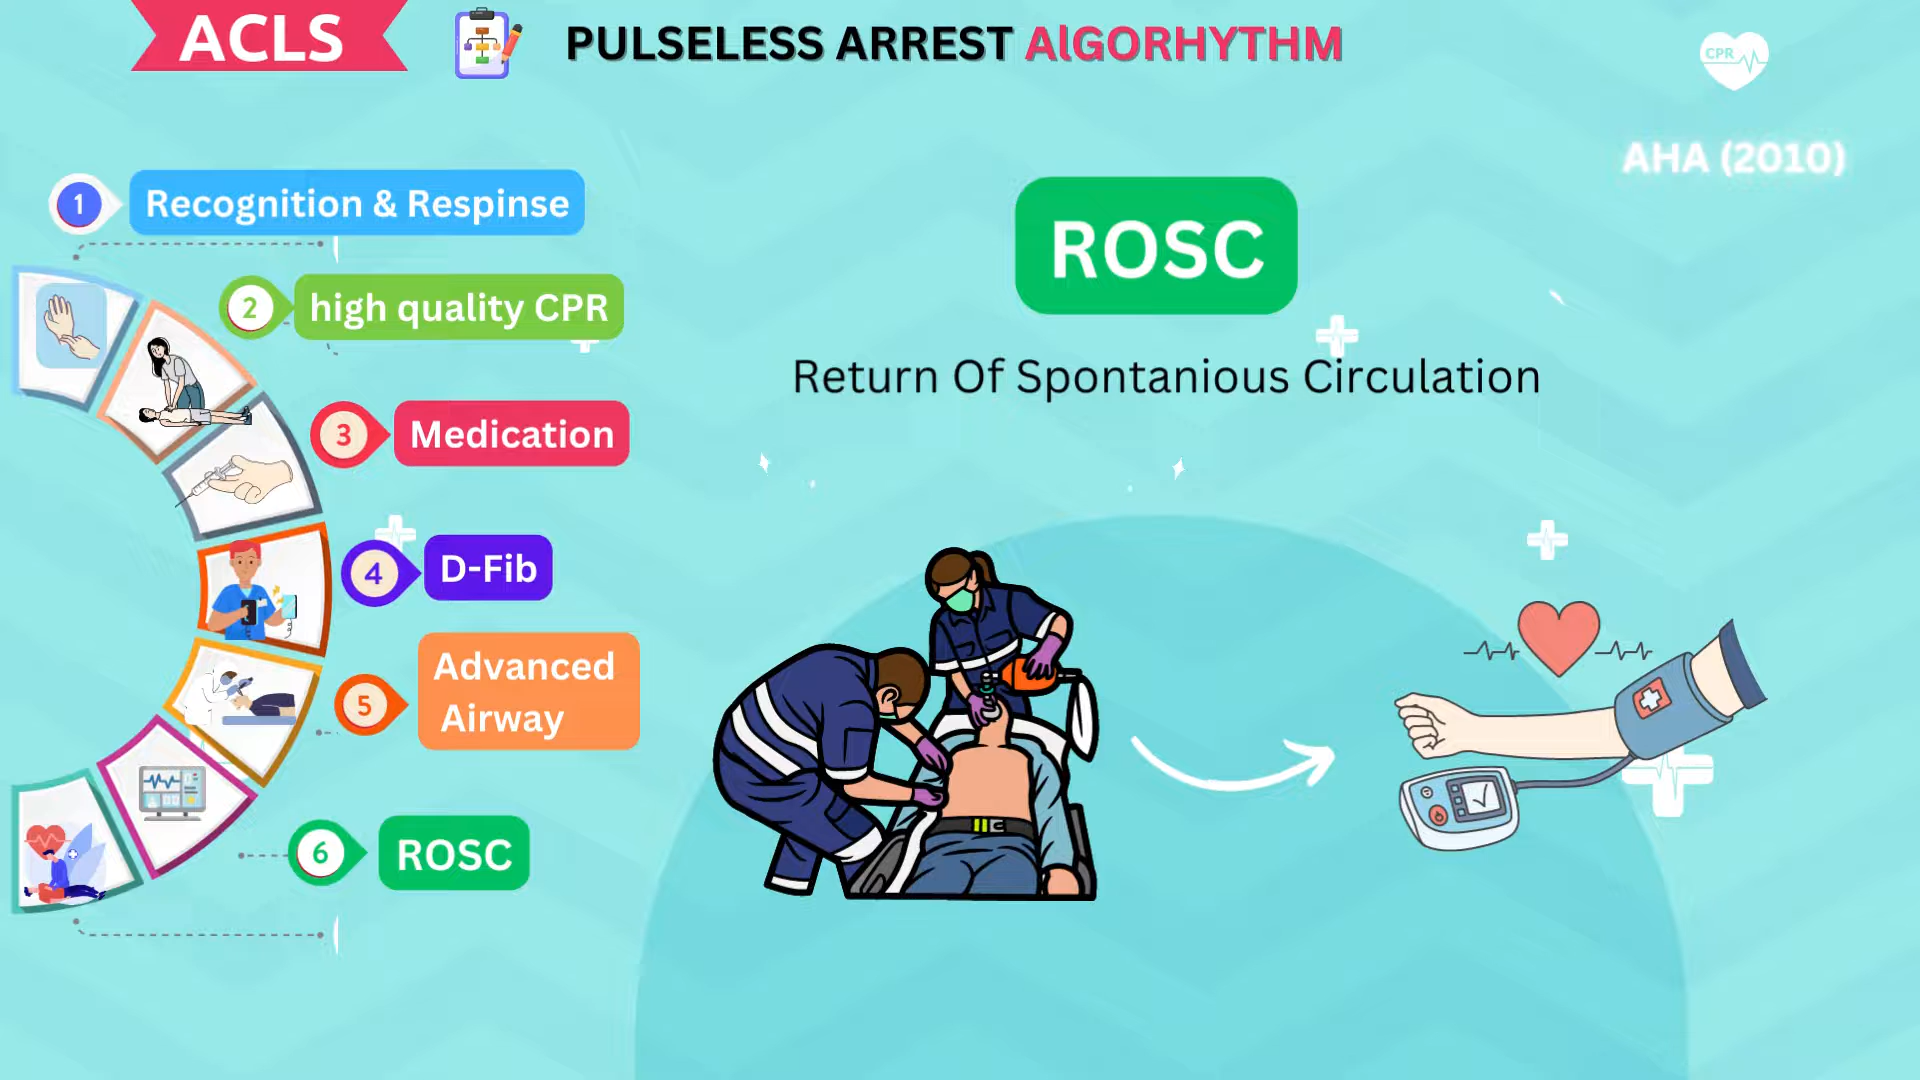 ACLS
PULSELESS ARREST AlGORHYTHM
CPR
AHA (2010)
1
Recognition & Respinse
2
high quality CPR
3
Medication
4
D-Fib
5
Advanced
Airway
6
ROSC
ROSC
Return Of Spontanious Circulation